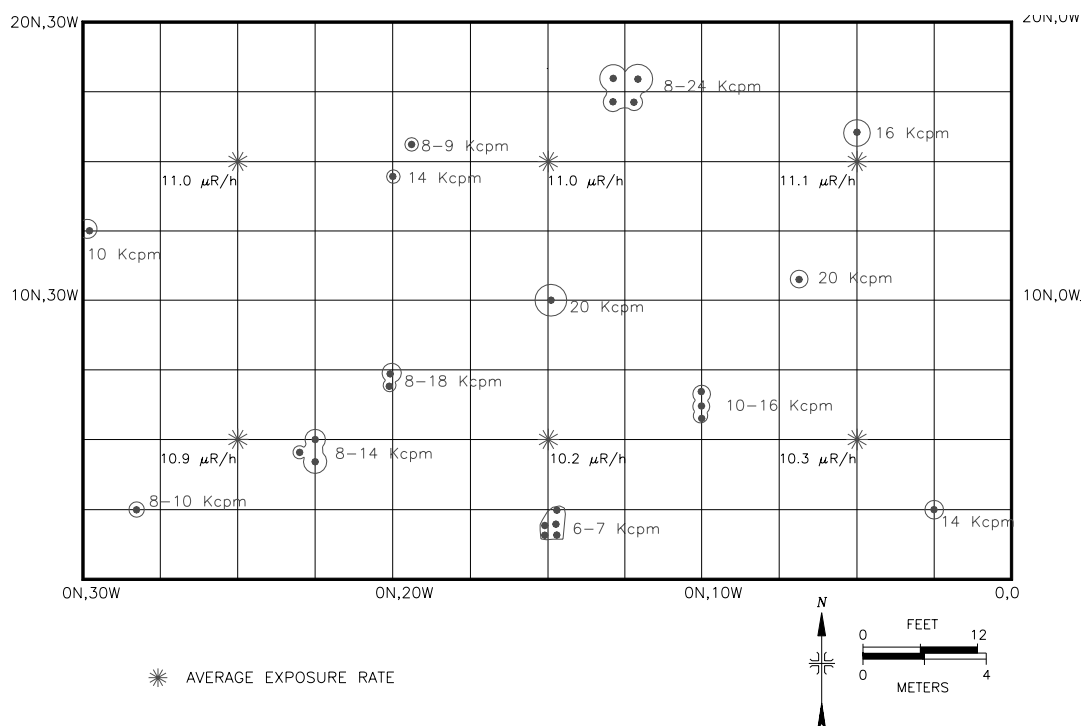 20N,30W
20N,0W
8-24 Kcpm
16 Kcpm
8-9 Kcpm
11.0 µR/h
14 Kcpm
11.0 µR/h
11.1 µR/h
10 Kcpm
20 Kcpm
10N,30W
10N,0W
20 Kcpm
8-18 Kcpm
10-16 Kcpm
10.9 µR/h
8-14 Kcpm
10.2 µR/h
10.3 µR/h
8-10 Kcpm
14 Kcpm
6-7 Kcpm
0N,30W
0N,20W
0N,10W
0,0
N
FEET
0 12
0 4
METERS
AVERAGE EXPOSURE RATE